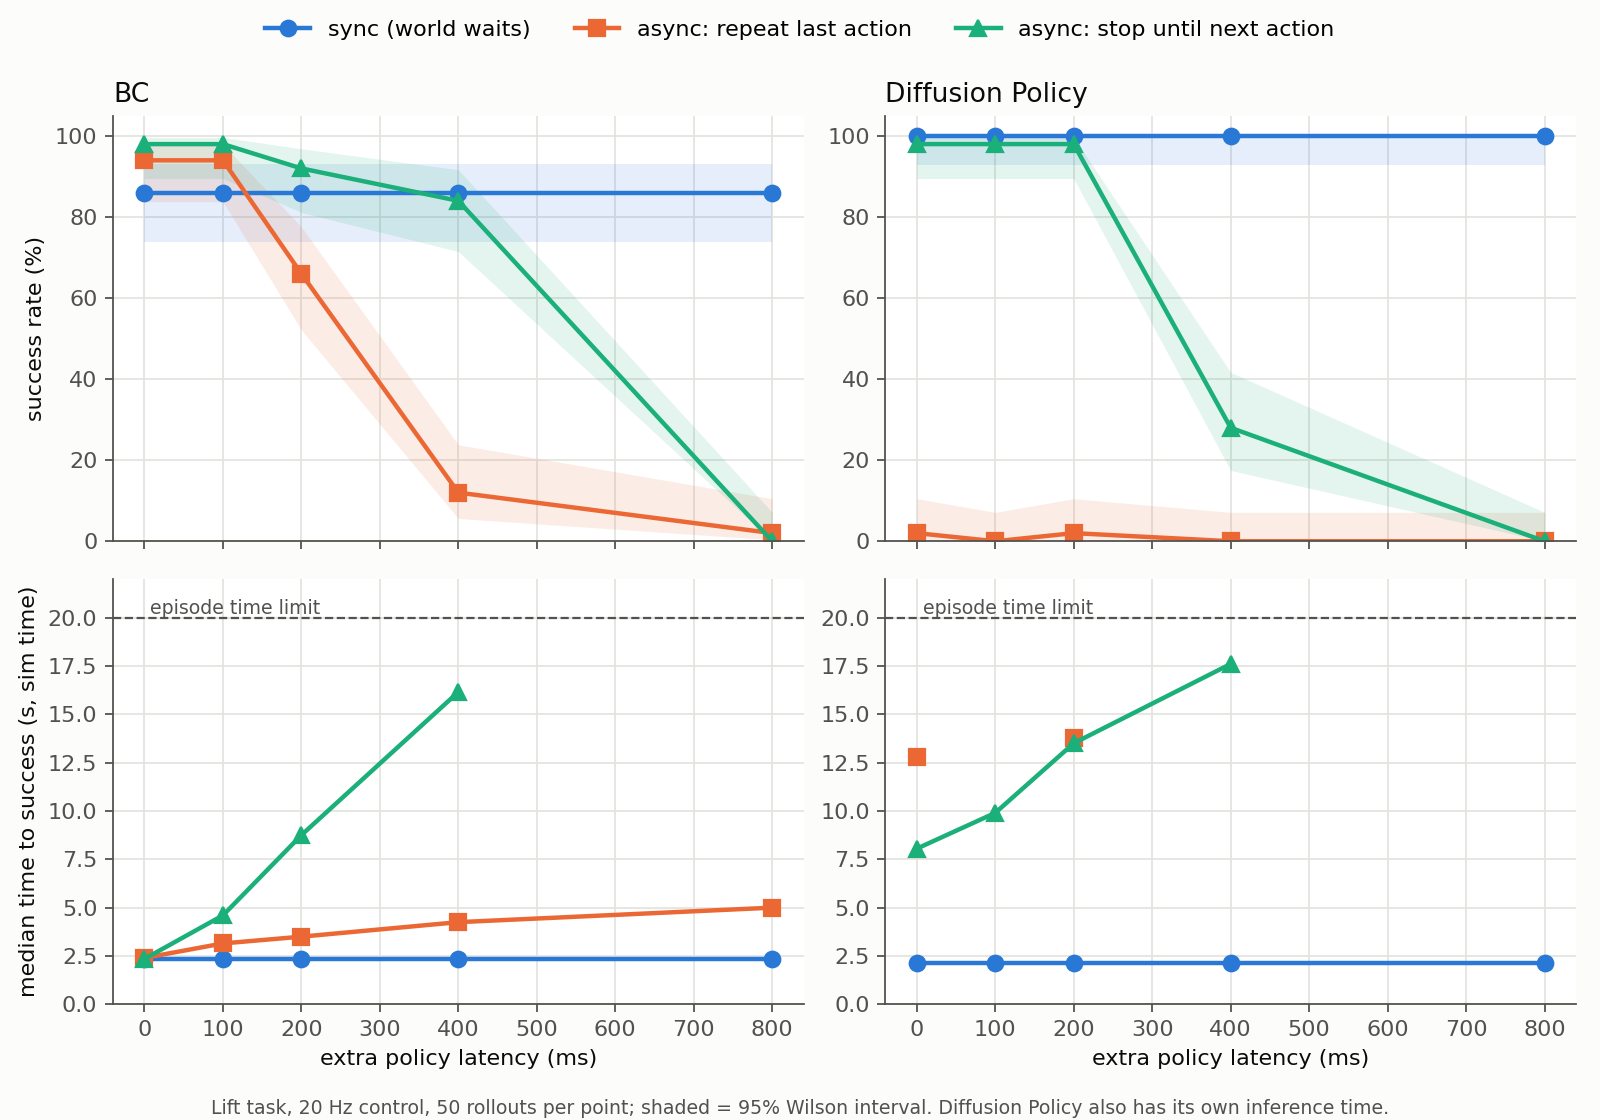 sync (world waits) async: repeat last action async: stop until next action
BC
Diffusion Policy
success rate (%)
100
80
60
40
20
0
100
80
60
40
20
0
median time to success (s, sim time)
episode time limit
20.0
17.5
15.0
12.5
10.0
7.5
5.0
2.5
0.0
0 100 200 300 400 500 600 700 800
extra policy latency (ms)
episode time limit
20.0
17.5
15.0
12.5
10.0
7.5
5.0
2.5
0.0
0 100 200 300 400 500 600 700 800
extra policy latency (ms)
Lift task, 20 Hz control, 50 rollouts per point; shaded = 95% Wilson interval. Diffusion Policy also has its own inference time.